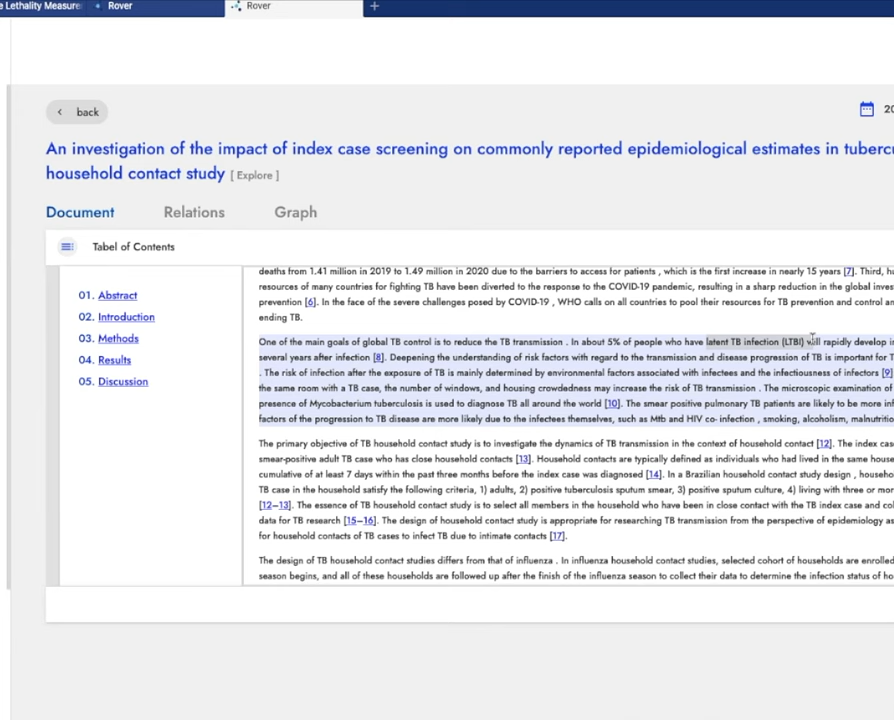 e Lethality Measure
Rover
Rover
+
back
20
An investigation of the impact of index case screening on commonly reported epidemiological estimates in tubercu
household contact study [ Explore ]
Document Relations Graph
Tabel of Contents
01. Abstract
02. Introduction
03. Methods
04. Results
05. Discussion
deaths from 1.41 million in 2019 to 1.49 million in 2020 due to the barriers to access for patients , which is the first increase in nearly 15 years [7]. Third, hu
resources of many countries for fighting TB have been diverted to the response to the COVID-19 pandemic, resulting in a sharp reduction in the global inves
prevention [6]. In the face of the severe challenges posed by COVID-19 , WHO calls on all countries to pool their resources for TB prevention and control an
ending TB.
One of the main goals of global TB control is to reduce the TB transmission . In about 5% of people who have latent TB infection (LTBI) will rapidly develop in
several years after infection [8]. Deepening the understanding of risk factors with regard to the transmission and disease progression of TB is important for T
. The risk of infection after the exposure of TB is mainly determined by environmental factors associated with infectees and the infectiousness of infectors [9]
the same room with a TB case, the number of windows, and housing crowdedness may increase the risk of TB transmission . The microscopic examination of
presence of Mycobacterium tuberculosis is used to diagnose TB all around the world [10]. The smear positive pulmonary TB patients are likely to be more inf
factors of the progression to TB disease are more likely due to the infectees themselves, such as Mtb and HIV co- infection , smoking, alcoholism, malnutritio
The primary objective of TB household contact study is to investigate the dynamics of TB transmission in the context of household contact [12]. The index cas
smear-positive adult TB case who has close household contacts [13]. Household contacts are typically defined as individuals who had lived in the same house
cumulative of at least 7 days within the past three months before the index case was diagnosed [14]. In a Brazilian household contact study design , househo
TB case in the household satisfy the following criteria, 1) adults, 2) positive tuberculosis sputum smear, 3) positive sputum culture, 4) living with three or mor
[12–13]. The essence of TB household contact study is to select all members in the household who have been in close contact with the TB index case and col
data for TB research [15–16]. The design of household contact study is appropriate for researching TB transmission from the perspective of epidemiology as
for household contacts of TB cases to infect TB due to intimate contacts [17].
The design of TB household contact studies differs from that of influenza . In influenza household contact studies, selected cohort of households are enrolled
season begins, and all of these households are followed up after the finish of the influenza season to collect their data to determine the infection status of ho